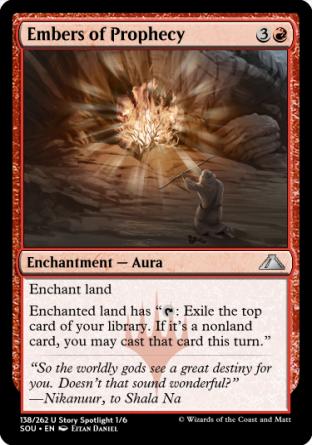 Embers of Prophecy 3
Enchantment — Aura
Enchant land
Enchanted land has “: Exile the top
card of your library. If it’s a nonland
card, you may cast that card this turn.”
“So the worldly gods see a great destiny for
you. Doesn’t that sound wonderful?”
—Nikanuur, to Shala Na
138/262 U Story Spotlight 1/6
SOU • EN Eitan Daniel
™ & © Wizards of the Coast and Matt